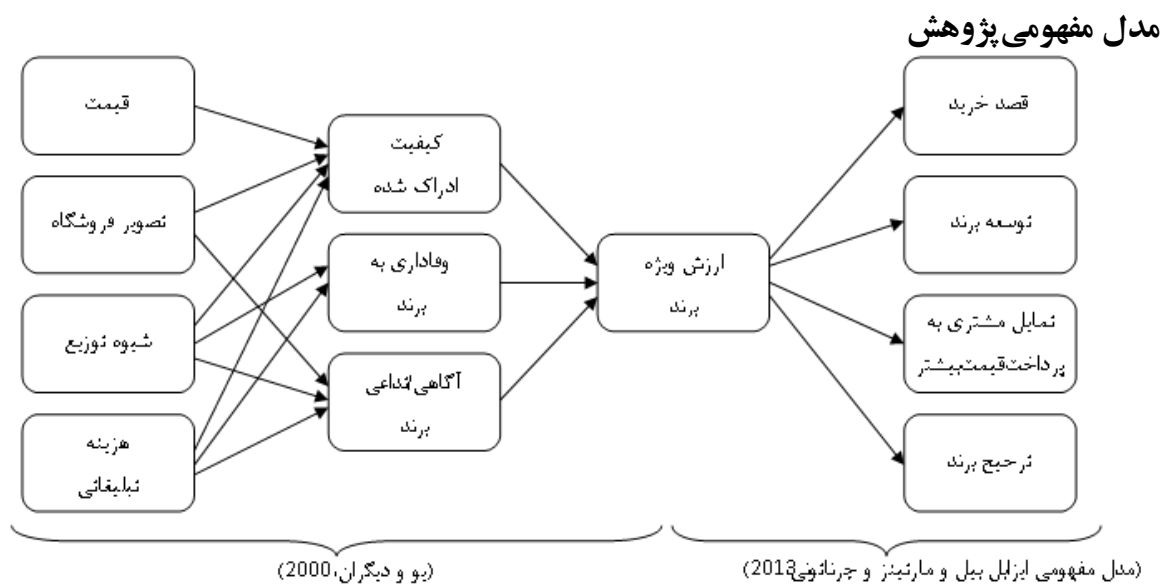 مدل مفهومی پژوهش
قیمت
تصویر فروشگاه
شیوه توزیع
هزینه
تبلیغاتی
کیفیت
ادراک شده
وفاداری به
برند
آگاهی/تداعی
برند
ارزش ویژه
برند
قصد خرید
توسعه برند
تمایل مشتری به
پرداخت‌قیمت‌بیشتر
ترجیح برند
(یو و دیگران،2000)
(مدل مفهومی ایزابل بیل و مارتینز و چرناتونی2013)